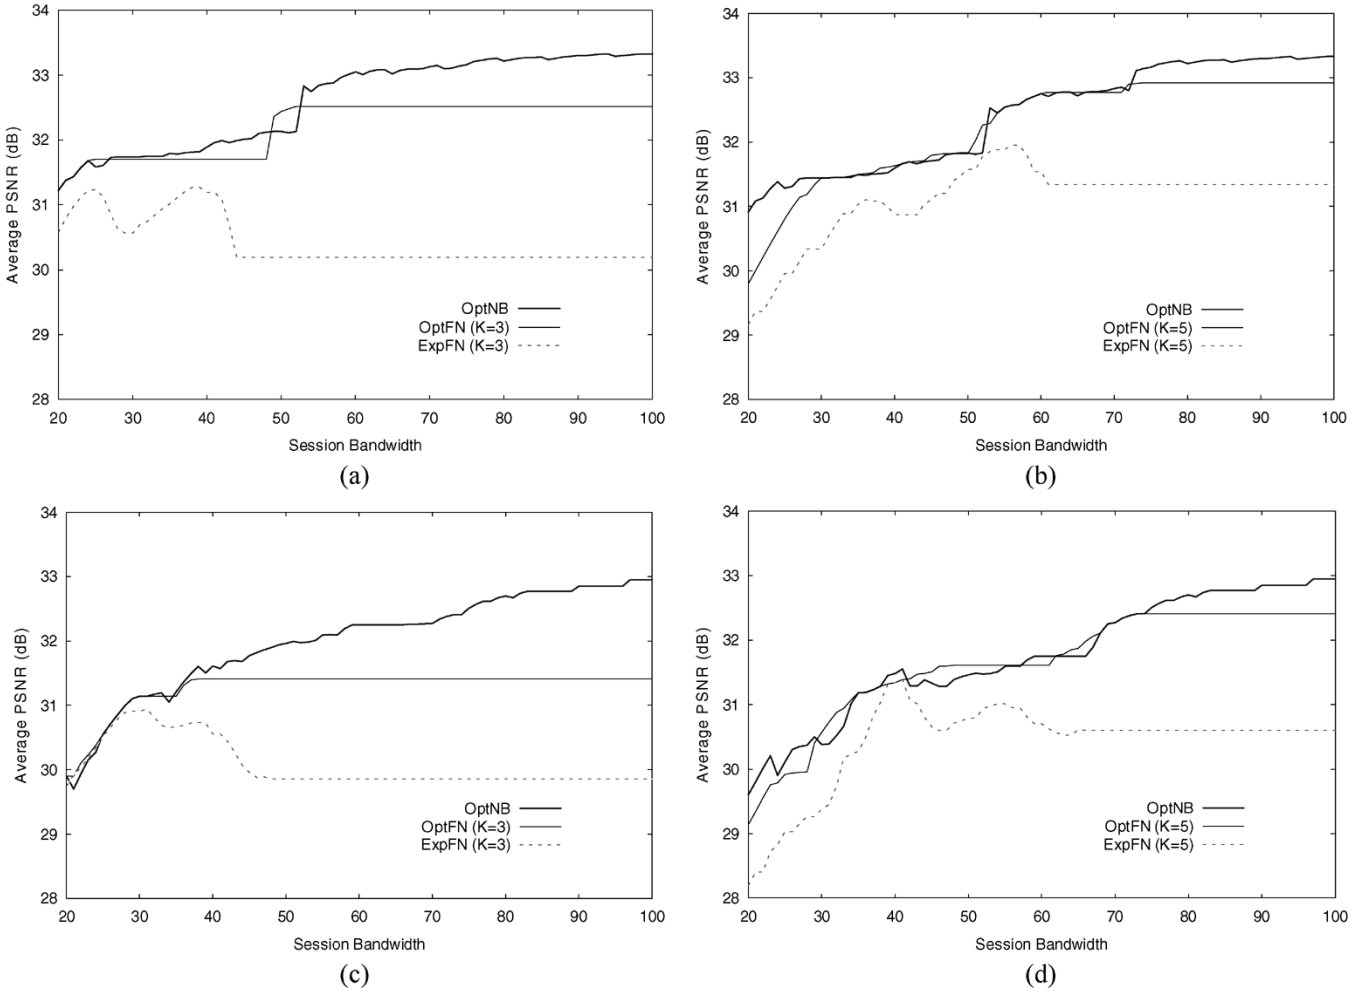 34
33
32
31
30
29
28
Average PSNR (dB)
OptNB
OptFN (K=3)
ExpFN (K=3)
20 30 40 50 60 70 80 90 100
Session Bandwidth
(a)
34
33
32
31
30
29
28
Average PSNR (dB)
OptNB
OptFN (K=5)
ExpFN (K=5)
20 30 40 50 60 70 80 90 100
Session Bandwidth
(b)
34
33
32
31
30
29
28
Average PSNR (dB)
OptNB
OptFN (K=3)
ExpFN (K=3)
20 30 40 50 60 70 80 90 100
Session Bandwidth
(c)
34
33
32
31
30
29
28
Average PSNR (dB)
OptNB
OptFN (K=5)
ExpFN (K=5)
20 30 40 50 60 70 80 90 100
Session Bandwidth
(d)